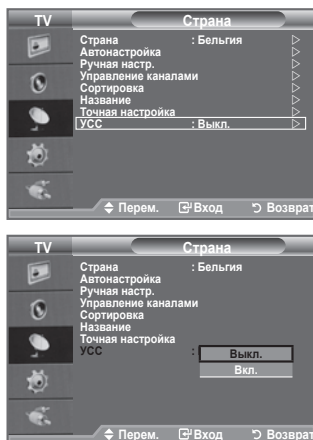 TV Страна
Страна : Бельгия
Автонастройка
Ручная настр.
Управление каналами
Сортировка
Название
Точная настройка
УСС : Выкл.
Перем. Вход Возврат
TV Страна
Страна : Бельгия
Автонастройка
Ручная настр.
Управление каналами
Сортировка
Название
Точная настройка
УСС : Выкл.
Вкл.
Перем. Вход Возврат